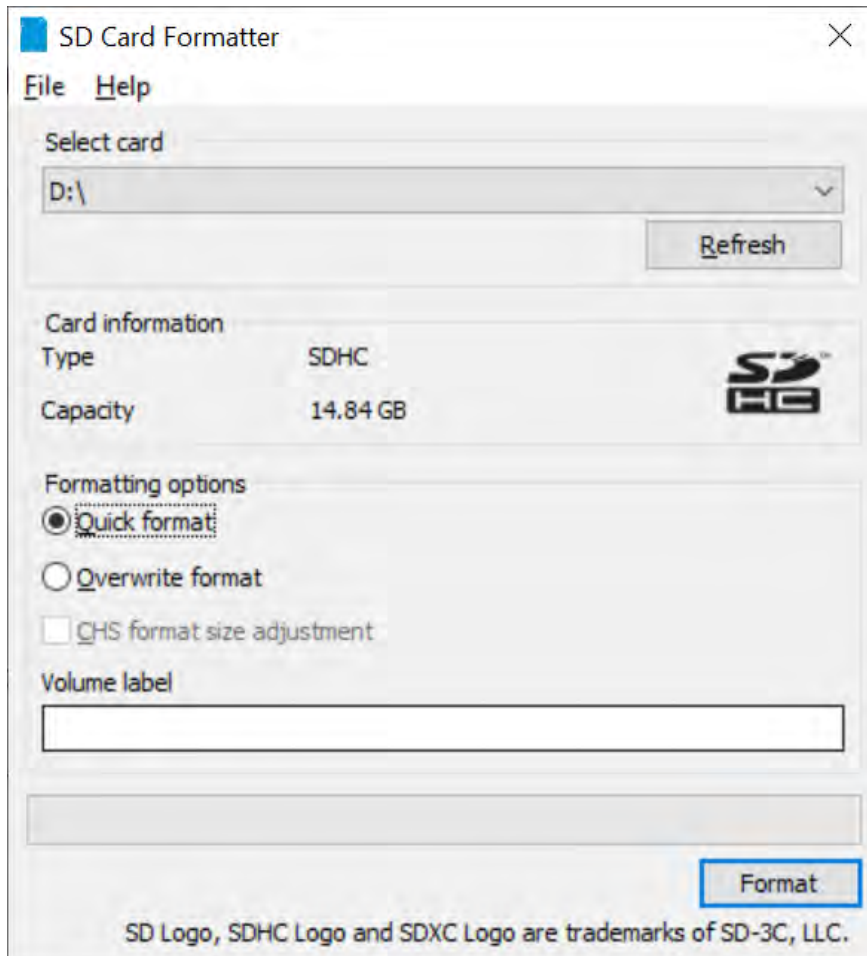 SD Card Formatter
File Help
Select card
D:\
Refresh
Card information
Type SDHC
SD™
Capacity 14.84 GB
HC
Formatting options
Quick format
Overwrite format
CHS format size adjustment
Volume label
Format
SD Logo, SDHC Logo and SDXC Logo are trademarks of SD-3C, LLC.